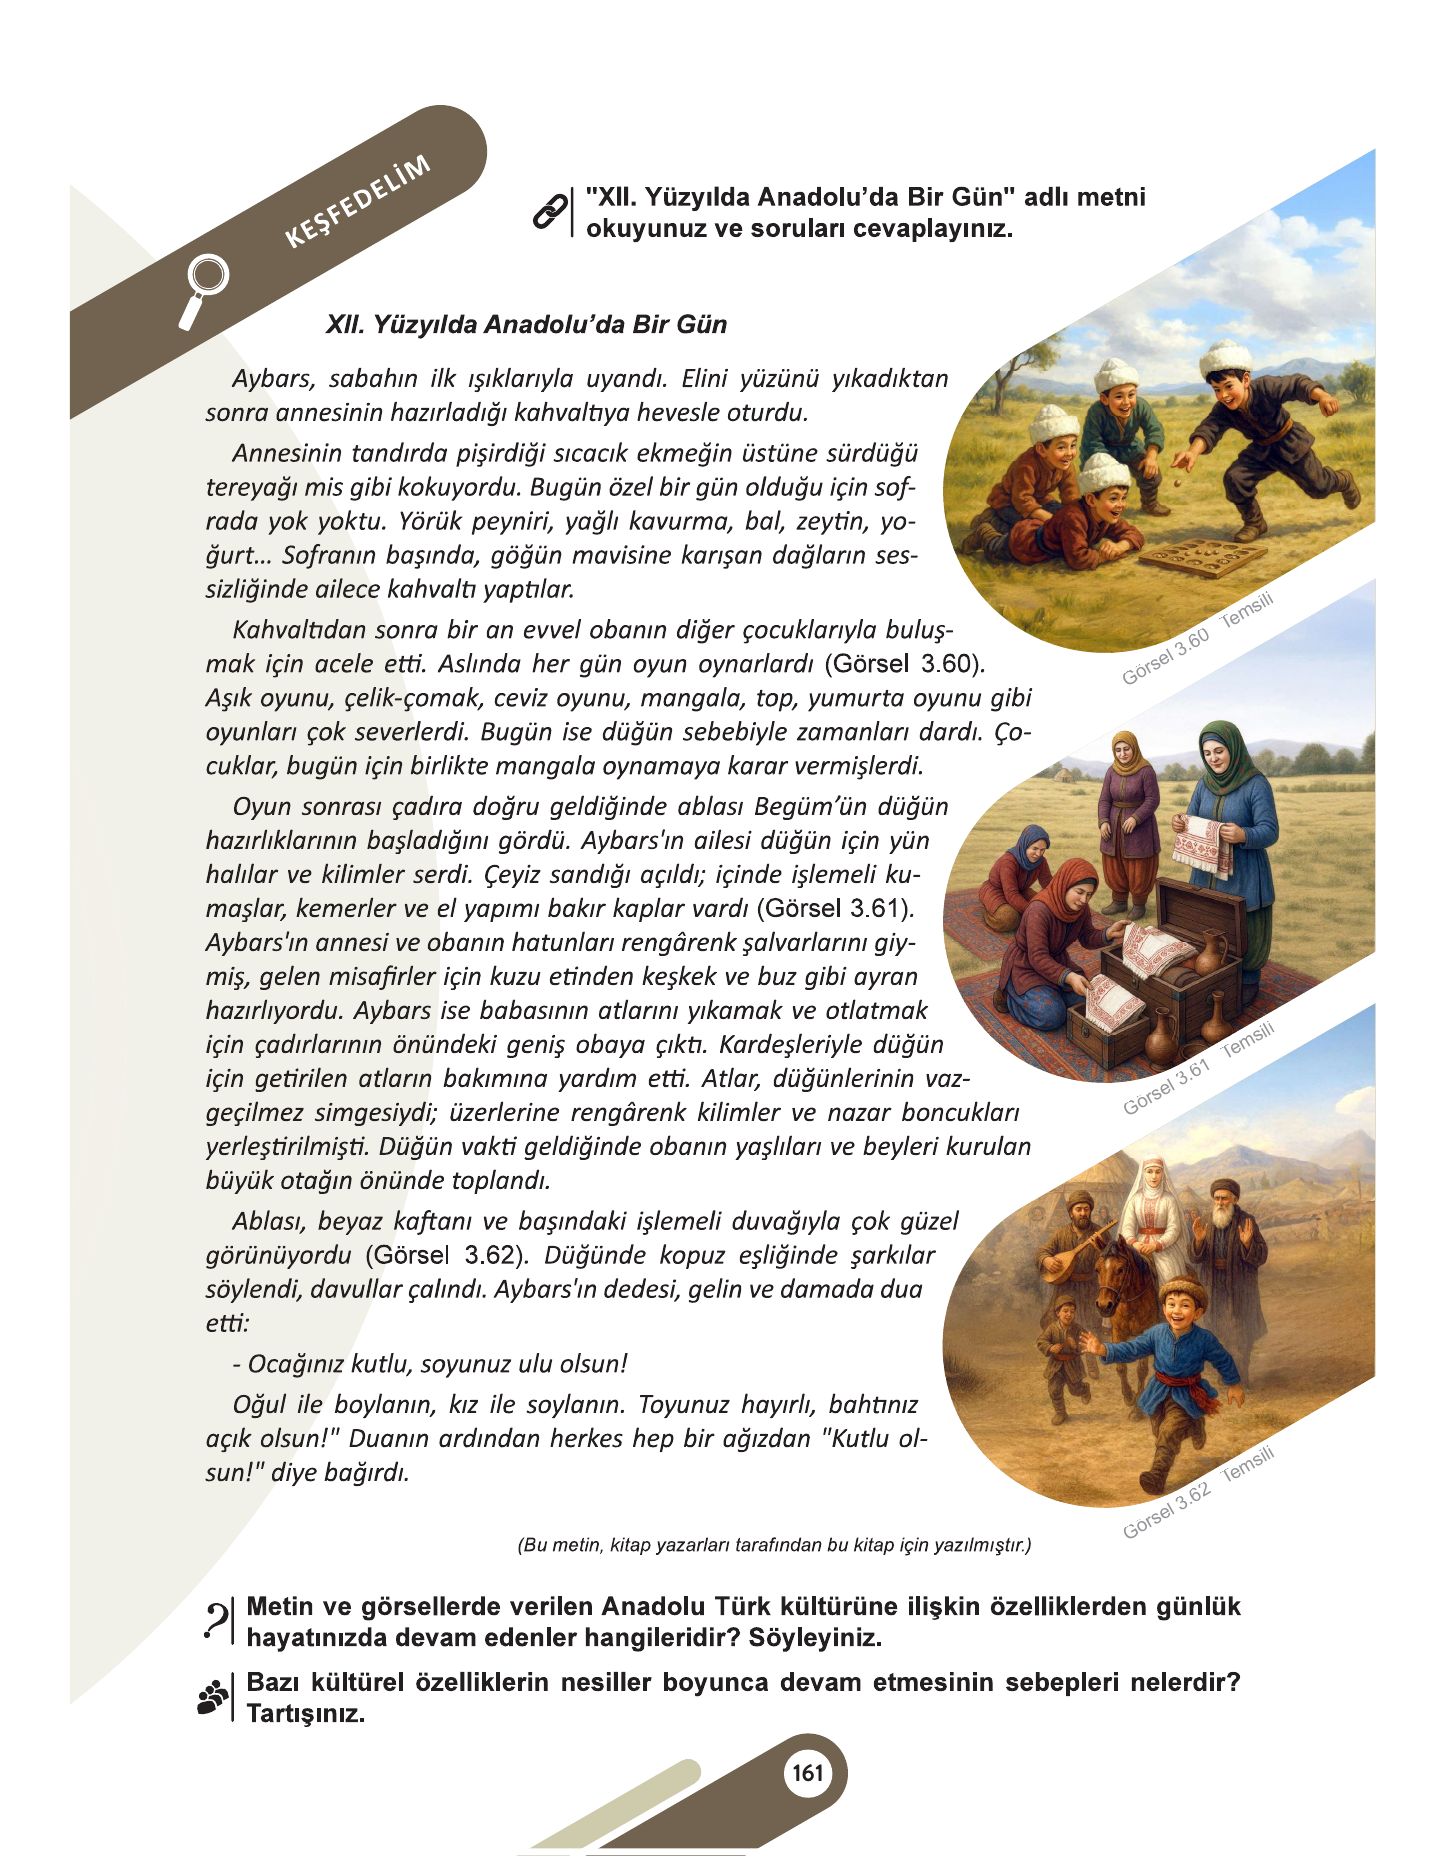 KEŞFEDELİM
"XII. Yüzyılda Anadolu’da Bir Gün" adlı metni
okuyunuz ve soruları cevaplayınız.
XII. Yüzyılda Anadolu’da Bir Gün
Aybars, sabahın ilk ışıklarıyla uyandı. Elini yüzünü yıkadıktan
sonra annesinin hazırladığı kahvaltıya hevesle oturdu.
Annesinin tandırda pişirdiği sıcacık ekmeğin üstüne sürdüğü
tereyağı mis gibi kokuyordu. Bugün özel bir gün olduğu için sof-
rada yok yoktu. Yörük peyniri, yağlı kavurma, bal, zeytin, yo-
ğurt... Sofranın başında, göğün mavisine karışan dağların ses-
sizliğinde ailece kahvaltı yaptılar.
Kahvaltıdan sonra bir an evvel obanın diğer çocuklarıyla buluş-
mak için acele etti. Aslında her gün oyun oynarlardı (Görsel 3.60).
Aşık oyunu, çelik-çomak, ceviz oyunu, mangala, top, yumurta oyunu gibi
oyunları çok severlerdi. Bugün ise düğün sebebiyle zamanları dardı. Ço-
cuklar, bugün için birlikte mangala oynamaya karar vermişlerdi.
Oyun sonrası çadıra doğru geldiğinde ablası Begüm’ün düğün
hazırlıklarının başladığını gördü. Aybars'ın ailesi düğün için yün
halılar ve kilimler serdi. Çeyiz sandığı açıldı; içinde işlemeli ku-
maşlar, kemerler ve el yapımı bakır kaplar vardı (Görsel 3.61).
Aybars'ın annesi ve obanın hatunları rengârenk şalvarlarını giy-
miş, gelen misafirler için kuzu etinden keşkek ve buz gibi ayran
hazırlıyordu. Aybars ise babasının atlarını yıkamak ve otlatmak
için çadırlarının önündeki geniş obaya çıktı. Kardeşleriyle düğün
için getirilen atların bakımına yardım etti. Atlar, düğünlerinin vaz-
geçilmez simgesiydi; üzerlerine rengârenk kilimler ve nazar boncukları
yerleştirilmişti. Düğün vakti geldiğinde obanın yaşlıları ve beyleri kurulan
büyük otağın önünde toplandı.
Ablası, beyaz kaftanı ve başındaki işlemeli duvağıyla çok güzel
görünüyordu (Görsel 3.62). Düğünde kopuz eşliğinde şarkılar
söylendi, davullar çalındı. Aybars'ın dedesi, gelin ve damada dua
etti:
- Ocağınız kutlu, soyunuz ulu olsun!
Oğul ile boylanın, kız ile soylanın. Toyunuz hayırlı, bahtınız
açık olsun!" Duanın ardından herkes hep bir ağızdan "Kutlu ol-
sun!" diye bağırdı.
(Bu metin, kitap yazarları tarafından bu kitap için yazılmıştır.)
Görsel 3.60 Temsili
Görsel 3.61 Temsili
Görsel 3.62 Temsili
Metin ve görsellerde verilen Anadolu Türk kültürüne ilişkin özelliklerden günlük
hayatınızda devam edenler hangileridir? Söyleyiniz.
Bazı kültürel özelliklerin nesiller boyunca devam etmesinin sebepleri nelerdir?
Tartışınız.
161